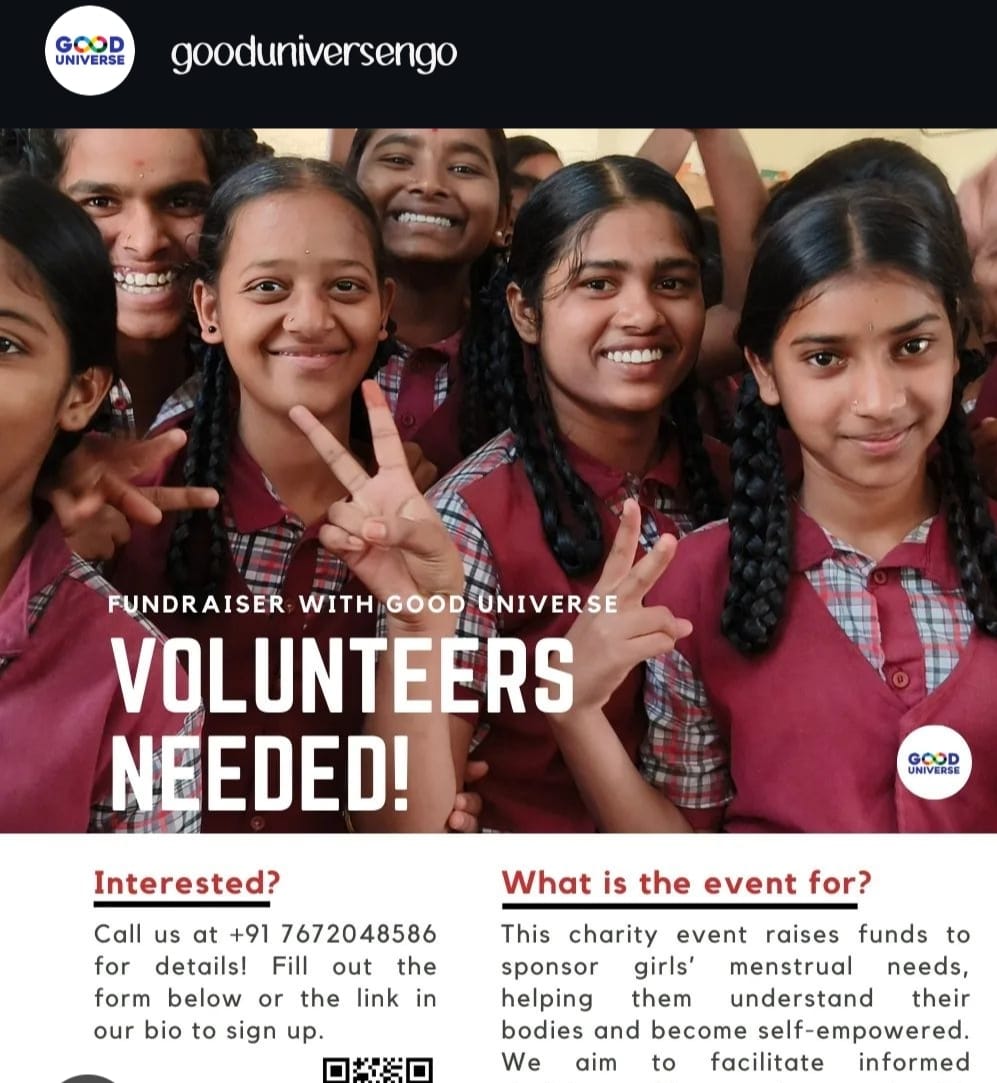 GOOD
UNIVERSE
gooduniversengo
FUNDRAISER WITH GOOD UNIVERSE
VOLUNTEERS
NEEDED!
GOOD
UNIVERSE
Interested?
Call us at +91 7672048586
for details! Fill out the
form below or the link in
our bio to sign up.
What is the event for?
This charity event raises funds to
sponsor girls’ menstrual needs,
helping them understand their
bodies and become self-empowered.
We aim to facilitate informed